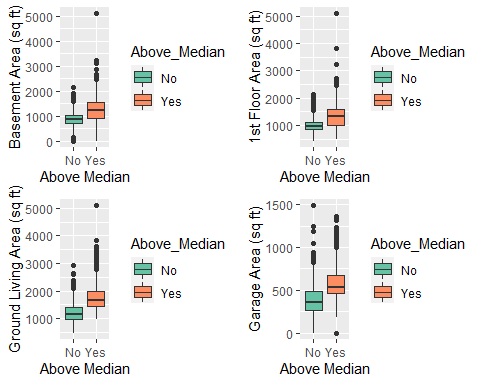 Basement Area (sq ft)
5000
4000
3000
2000
1000
0
No Yes
Above Median
Above_Median
No
Yes
1st Floor Area (sq ft)
5000
4000
3000
2000
1000
No Yes
Above Median
Above_Median
No
Yes
Ground Living Area (sq ft)
5000
4000
3000
2000
1000
No Yes
Above Median
Above_Median
No
Yes
Garage Area (sq ft)
1500
1000
500
0
No Yes
Above Median
Above_Median
No
Yes